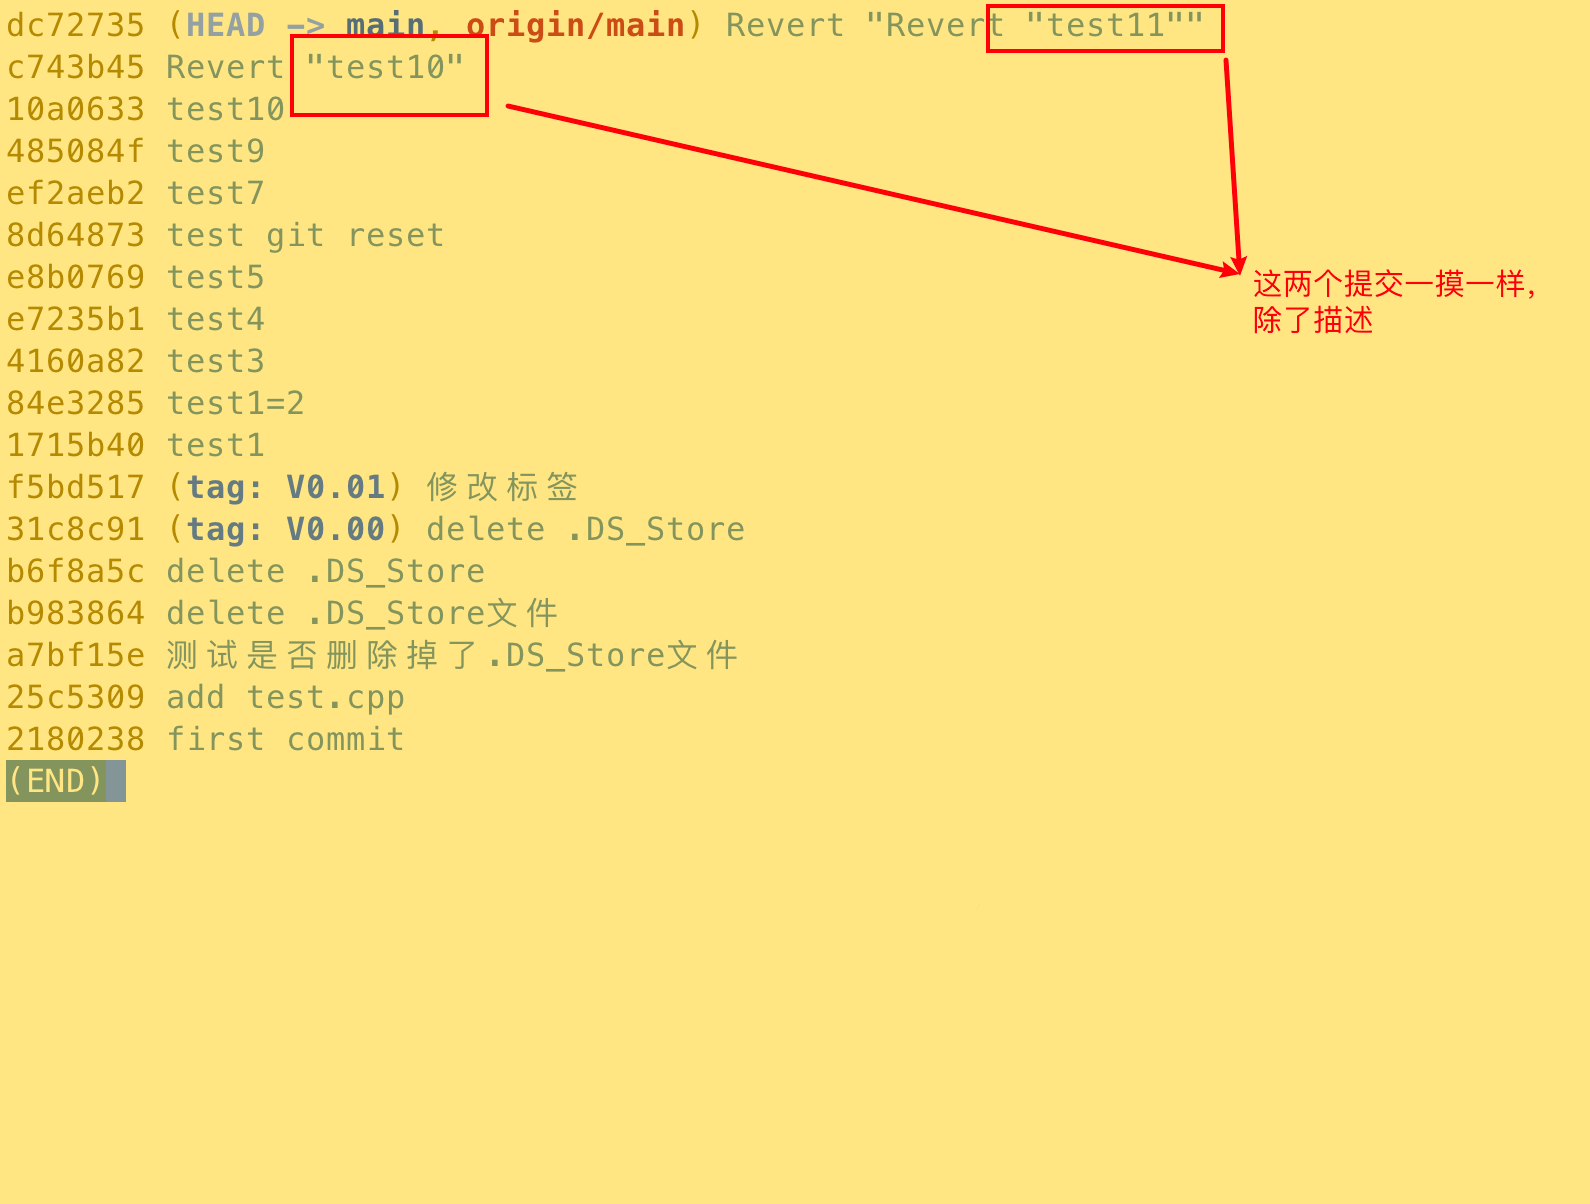 dc72735 (HEAD -> main, origin/main) Revert "Revert "test11""
c743b45 Revert "test10"
10a0633 test10
485084f test9
ef2aeb2 test7
8d64873 test git reset
e8b0769 test5
这两个提交一摸一样,
除了描述
e7235b1 test4
4160a82 test3
84e3285 test1=2
1715b40 test1
f5bd517 (tag: V0.01) 修改标签
31c8c91 (tag: V0.00) delete .DS_Store
b6f8a5c delete .DS_Store
b983864 delete .DS_Store文件
a7bf15e 测试是否删除掉了.DS_Store文件
25c5309 add test.cpp
2180238 first commit
(END)